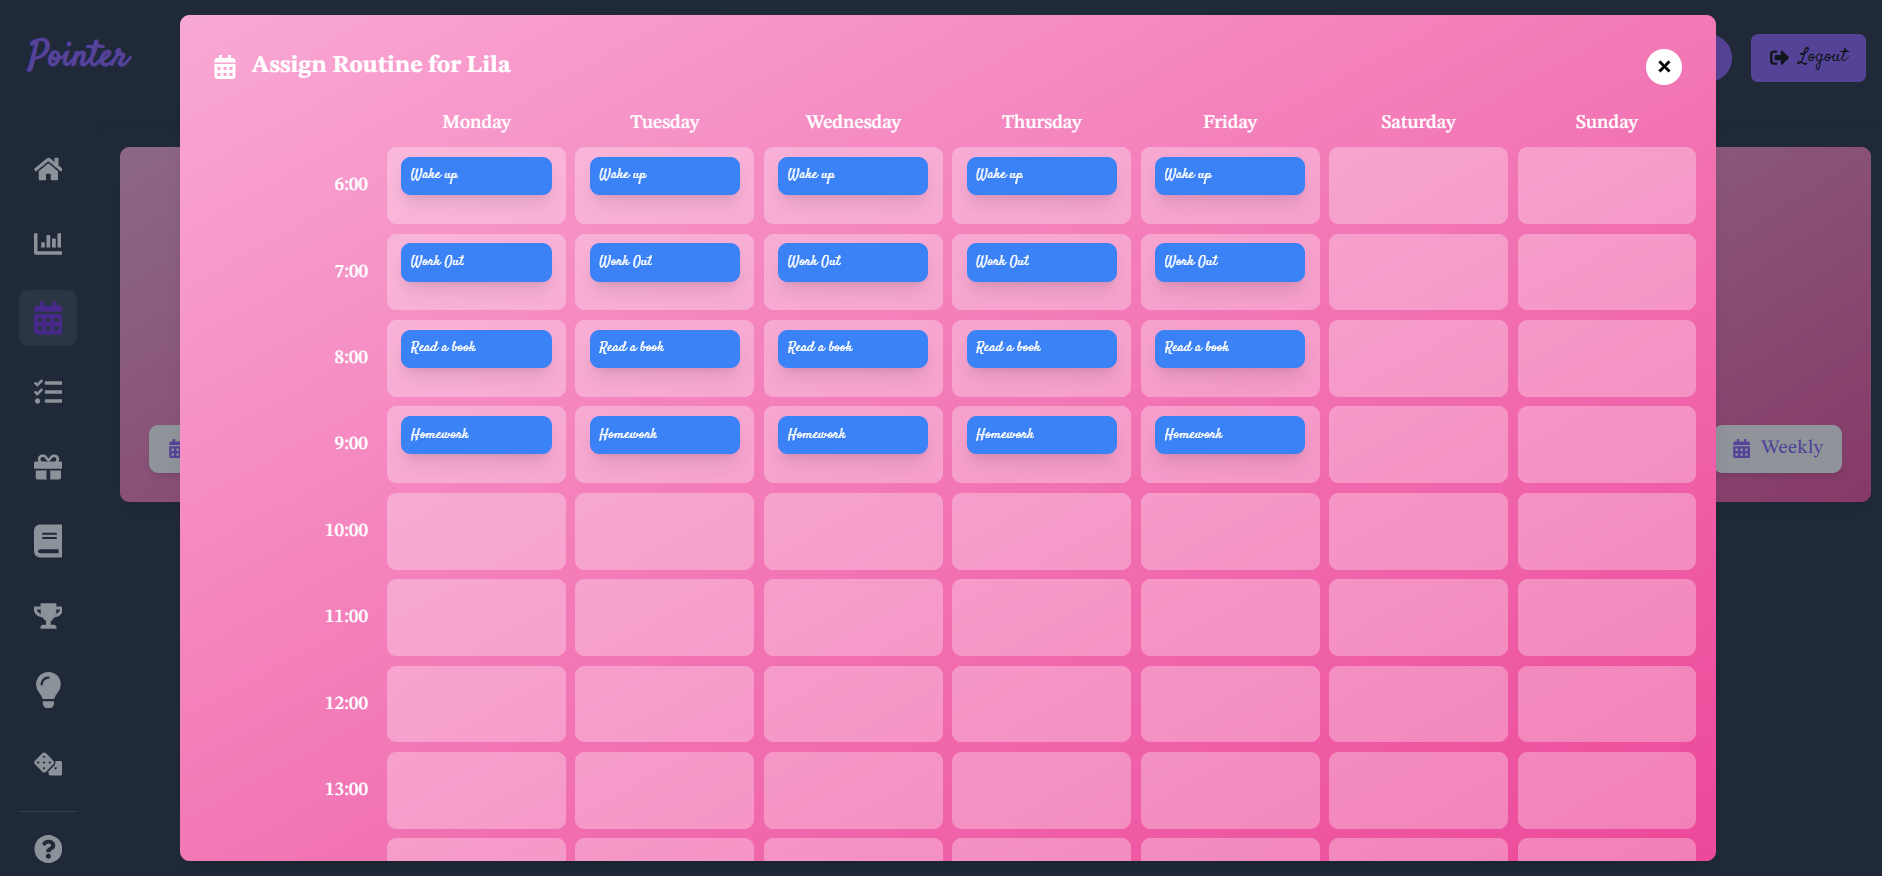 Pointer
Assign Routine for Lila
Logout
Monday Tuesday Wednesday Thursday Friday Saturday Sunday
6:00 Wake up Wake up Wake up Wake up Wake up
7:00 Work Out Work Out Work Out Work Out Work Out
8:00 Read a book Read a book Read a book Read a book Read a book
9:00 Homework Homework Homework Homework Homework
Weekly
10:00
11:00
12:00
13:00